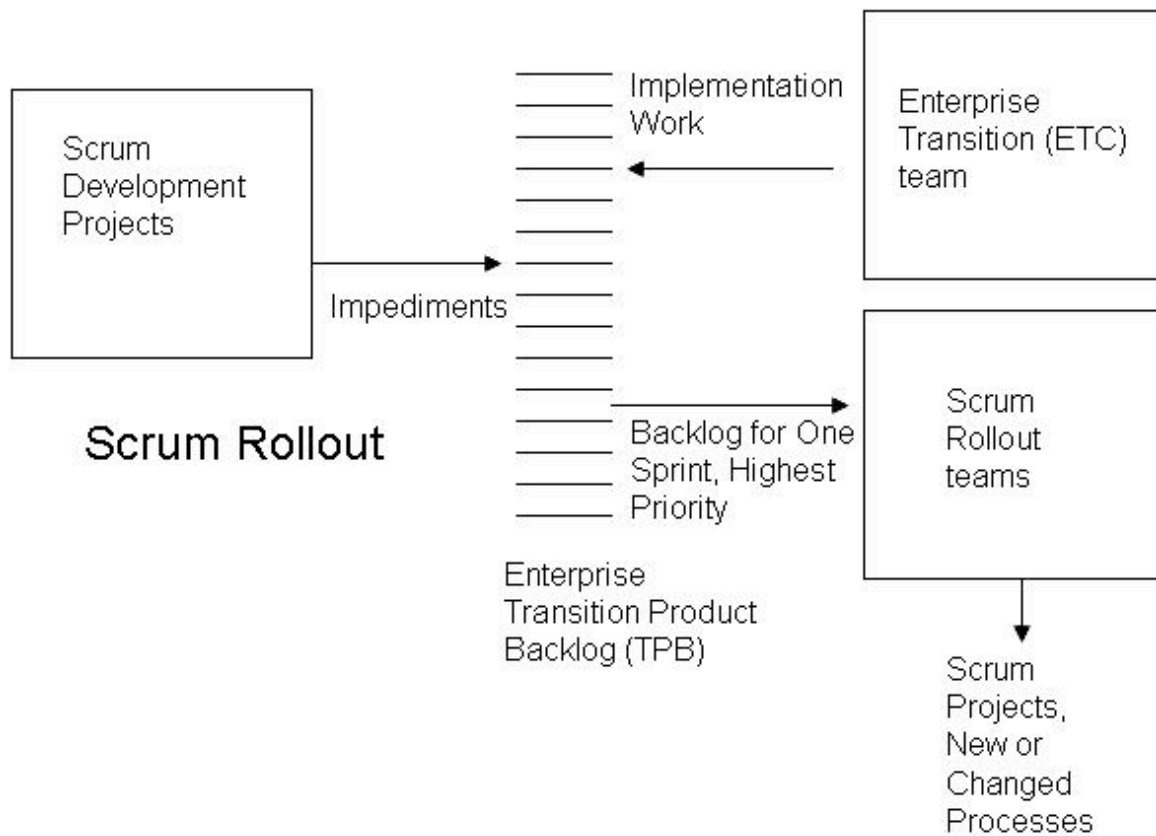 Scrum
Development
Projects
Impediments
Scrum Rollout
Implementation
Work
Enterprise
Transition (ETC)
team
Backlog for One
Sprint, Highest
Priority
Scrum
Rollout
teams
Enterprise
Transition Product
Backlog (TPB)
Scrum
Projects,
New or
Changed
Processes